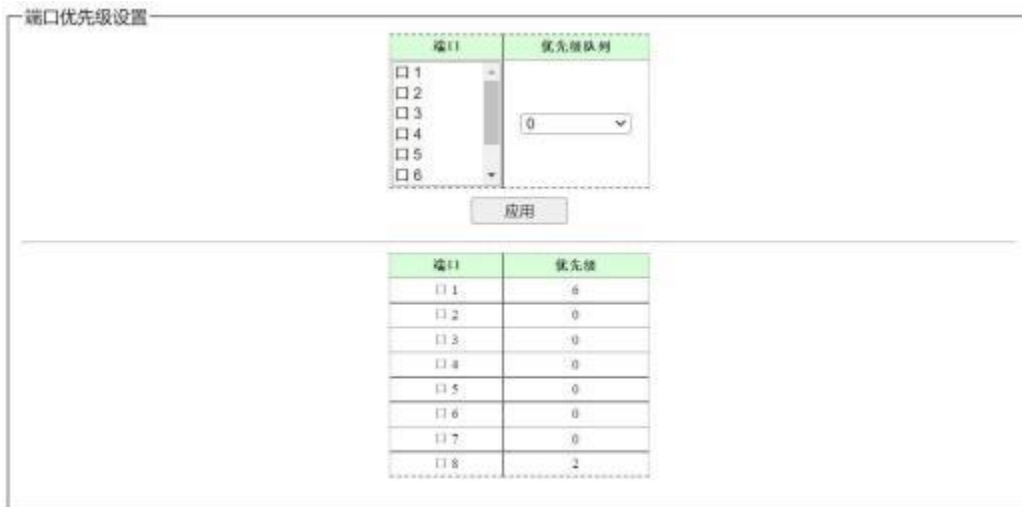 端口优先级设置
端口 优先级队列
口 1
口 2
口 3
口 4
口 5
口 6
0
应用
端口 优先级
口 1 6
口 2 0
口 3 0
口 4 0
口 5 0
口 6 0
口 7 0
口 8 2